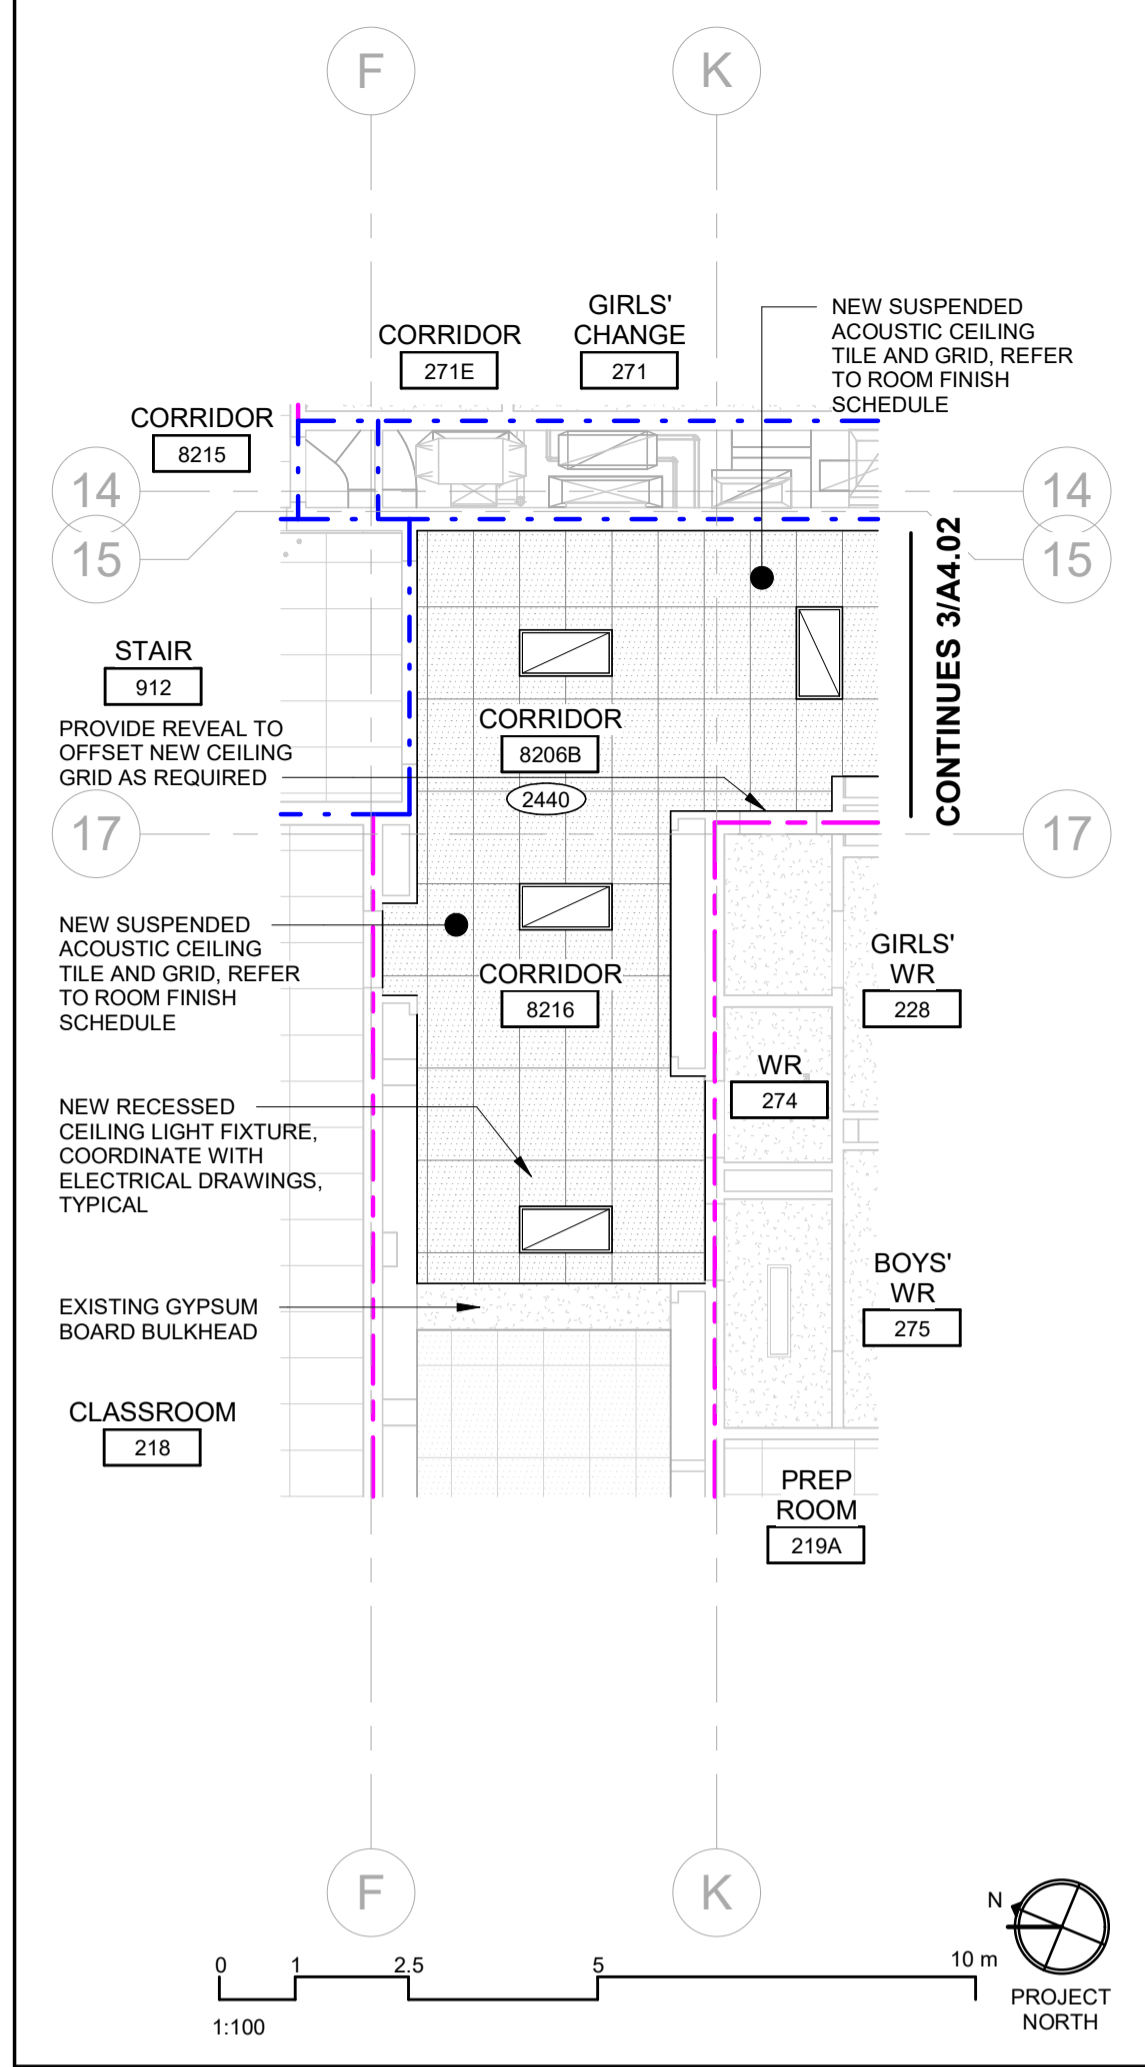 F
K
GIRLS'
CHANGE
271
CORRIDOR
271E
NEW SUSPENDED
ACOUSTIC CEILING
TILE AND GRID, REFER
TO ROOM FINISH
SCHEDULE
CORRIDOR
8215
14
14
15
15
CONTINUES 3/A4.02
STAIR
912
PROVIDE REVEAL TO
OFFSET NEW CEILING
GRID AS REQUIRED
CORRIDOR
8206B
2440
17
17
NEW SUSPENDED
ACOUSTIC CEILING
TILE AND GRID, REFER
TO ROOM FINISH
SCHEDULE
CORRIDOR
8216
GIRLS'
WR
228
WR
274
NEW RECESSED
CEILING LIGHT FIXTURE,
COORDINATE WITH
ELECTRICAL DRAWINGS,
TYPICAL
BOYS'
WR
275
EXISTING GYPSUM
BOARD BULKHEAD
CLASSROOM
218
PREP
ROOM
219A
F
K
0 1 2.5 5 10 m
1:100
N
PROJECT
NORTH